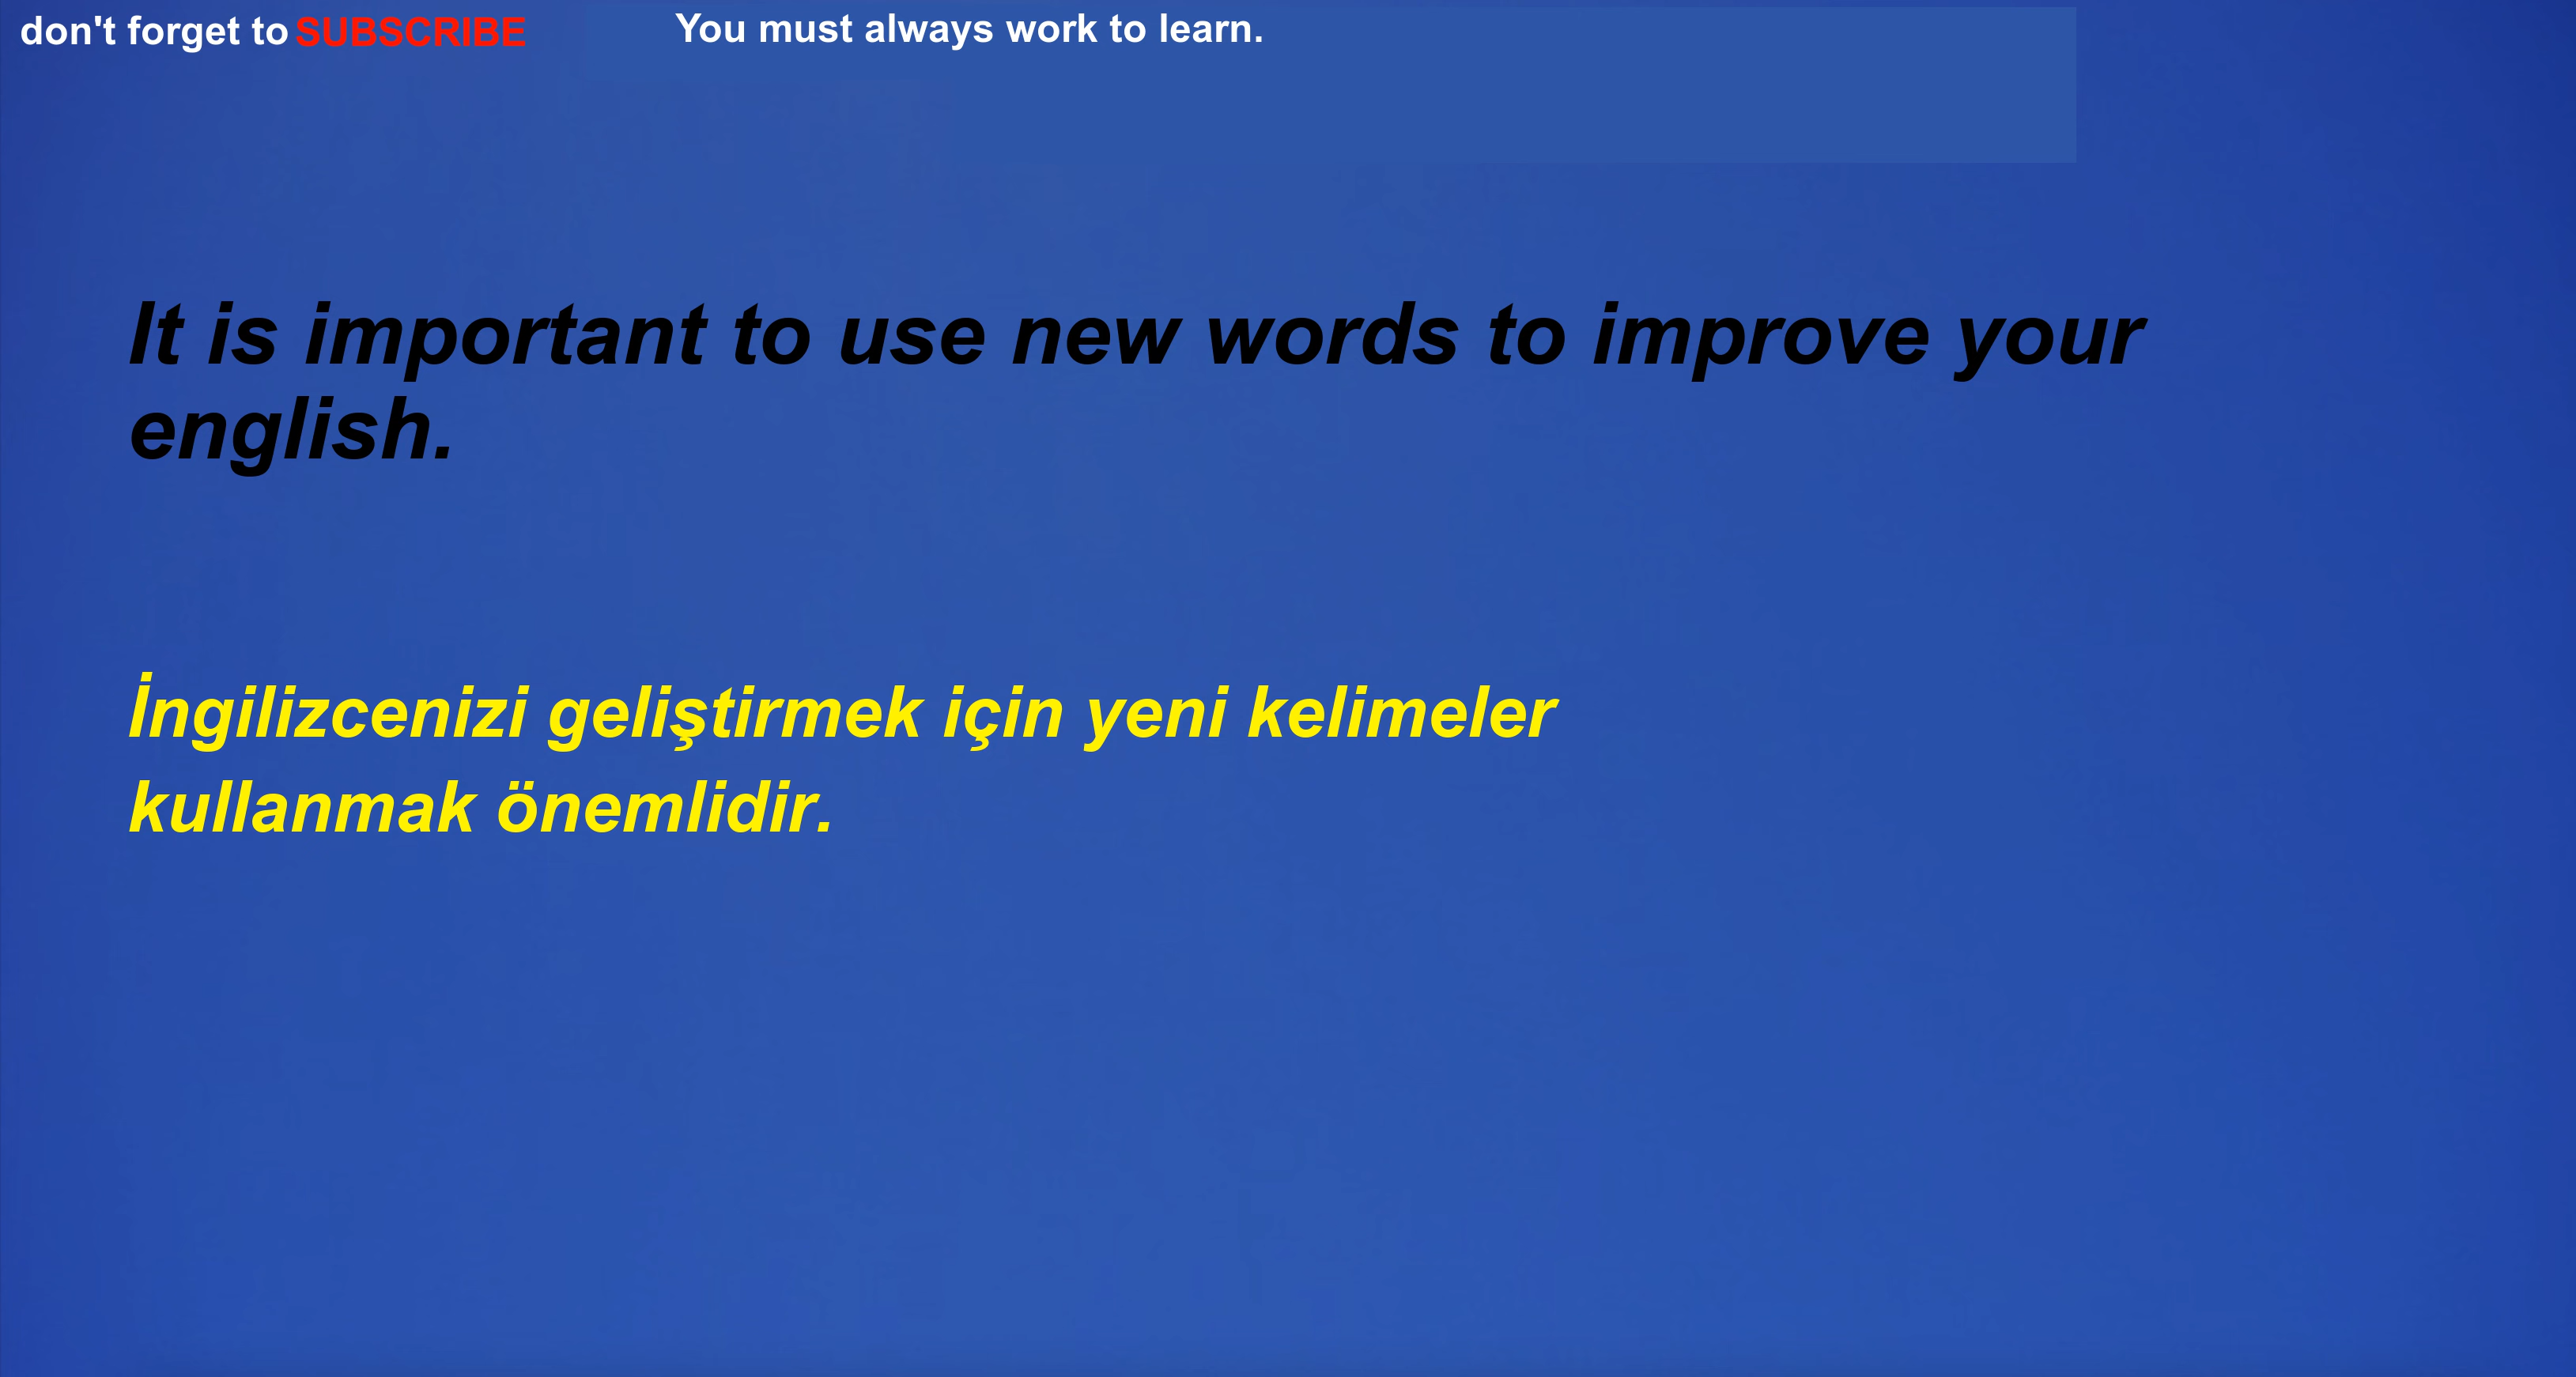 don't forget to SUBSCRIBE
You must always work to learn.
It is important to use new words to improve your
english.
İngilizcenizi geliştirmek için yeni kelimeler
kullanmak önemlidir.